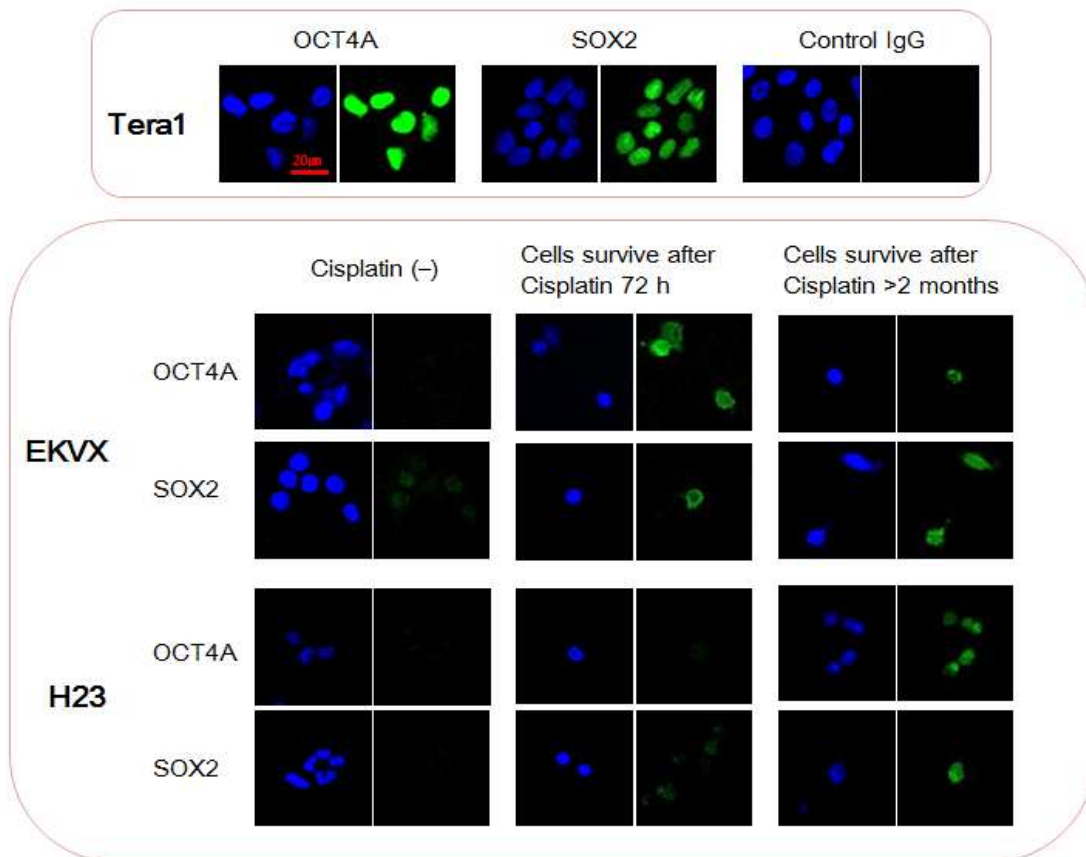 OCT4A SOX2 Control IgG
Tera1
20μm
Cisplatin (–)
Cells survive after
Cisplatin 72 h
Cells survive after
Cisplatin >2 months
EKVX
OCT4A
SOX2
H23
OCT4A
SOX2